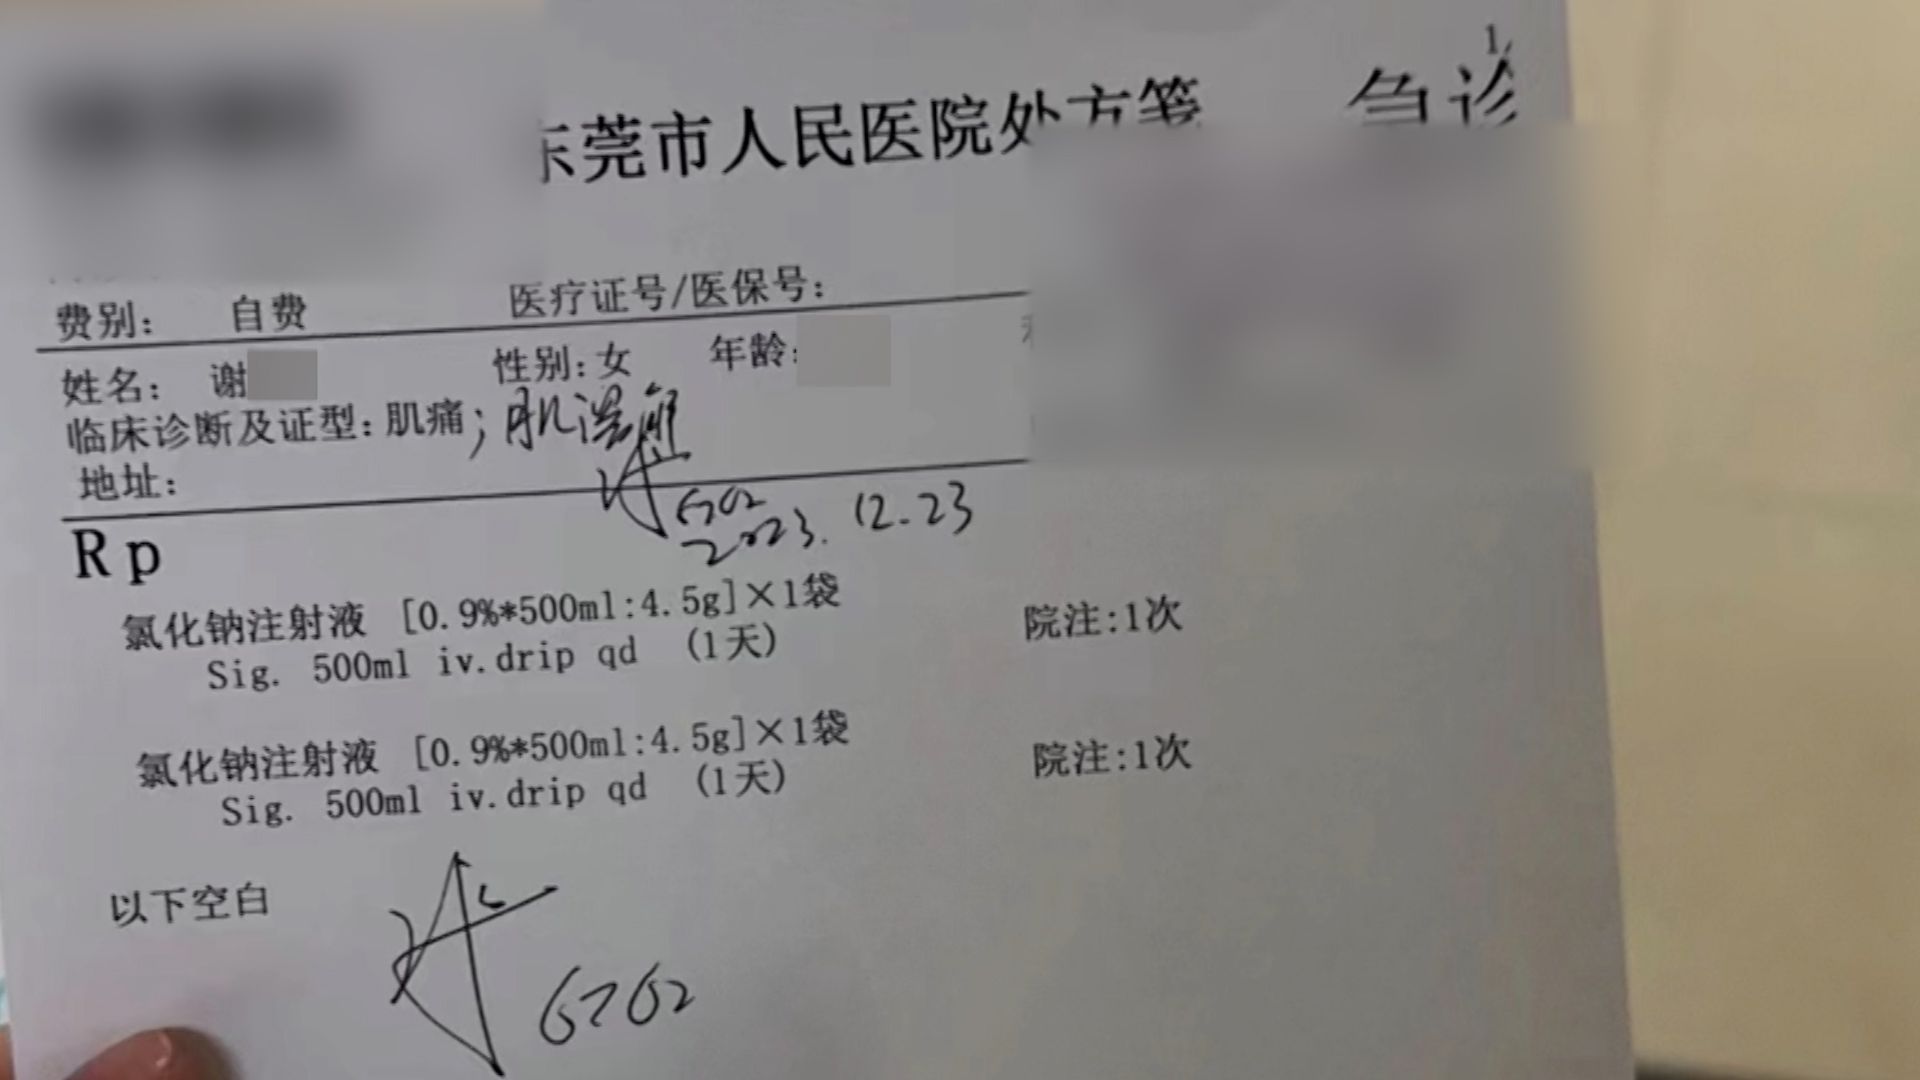 1/
东莞市人民医院处方笺 急诊
费别： 自费 医疗证号/医保号：
姓名： 谢 性别：女 年龄：
临床诊断及证型：肌痛；肌溶解
地址：
2023.12.23
Rp
氯化钠注射液 [0.9%*500ml:4.5g]×1袋 院注:1次
Sig. 500ml iv.drip qd (1天)
氯化钠注射液 [0.9%*500ml:4.5g]×1袋 院注:1次
Sig. 500ml iv.drip qd (1天)
以下空白
6762